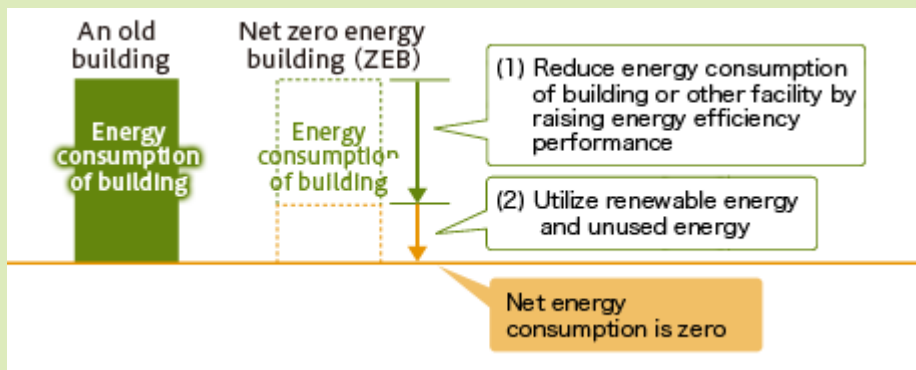 An old
building
Net zero energy
building (ZEB)
Energy
consumption
of building
Energy
consumption
of building
(1) Reduce energy consumption
of building or other facility by
raising energy efficiency
performance
(2) Utilize renewable energy
and unused energy
Net energy
consumption is zero